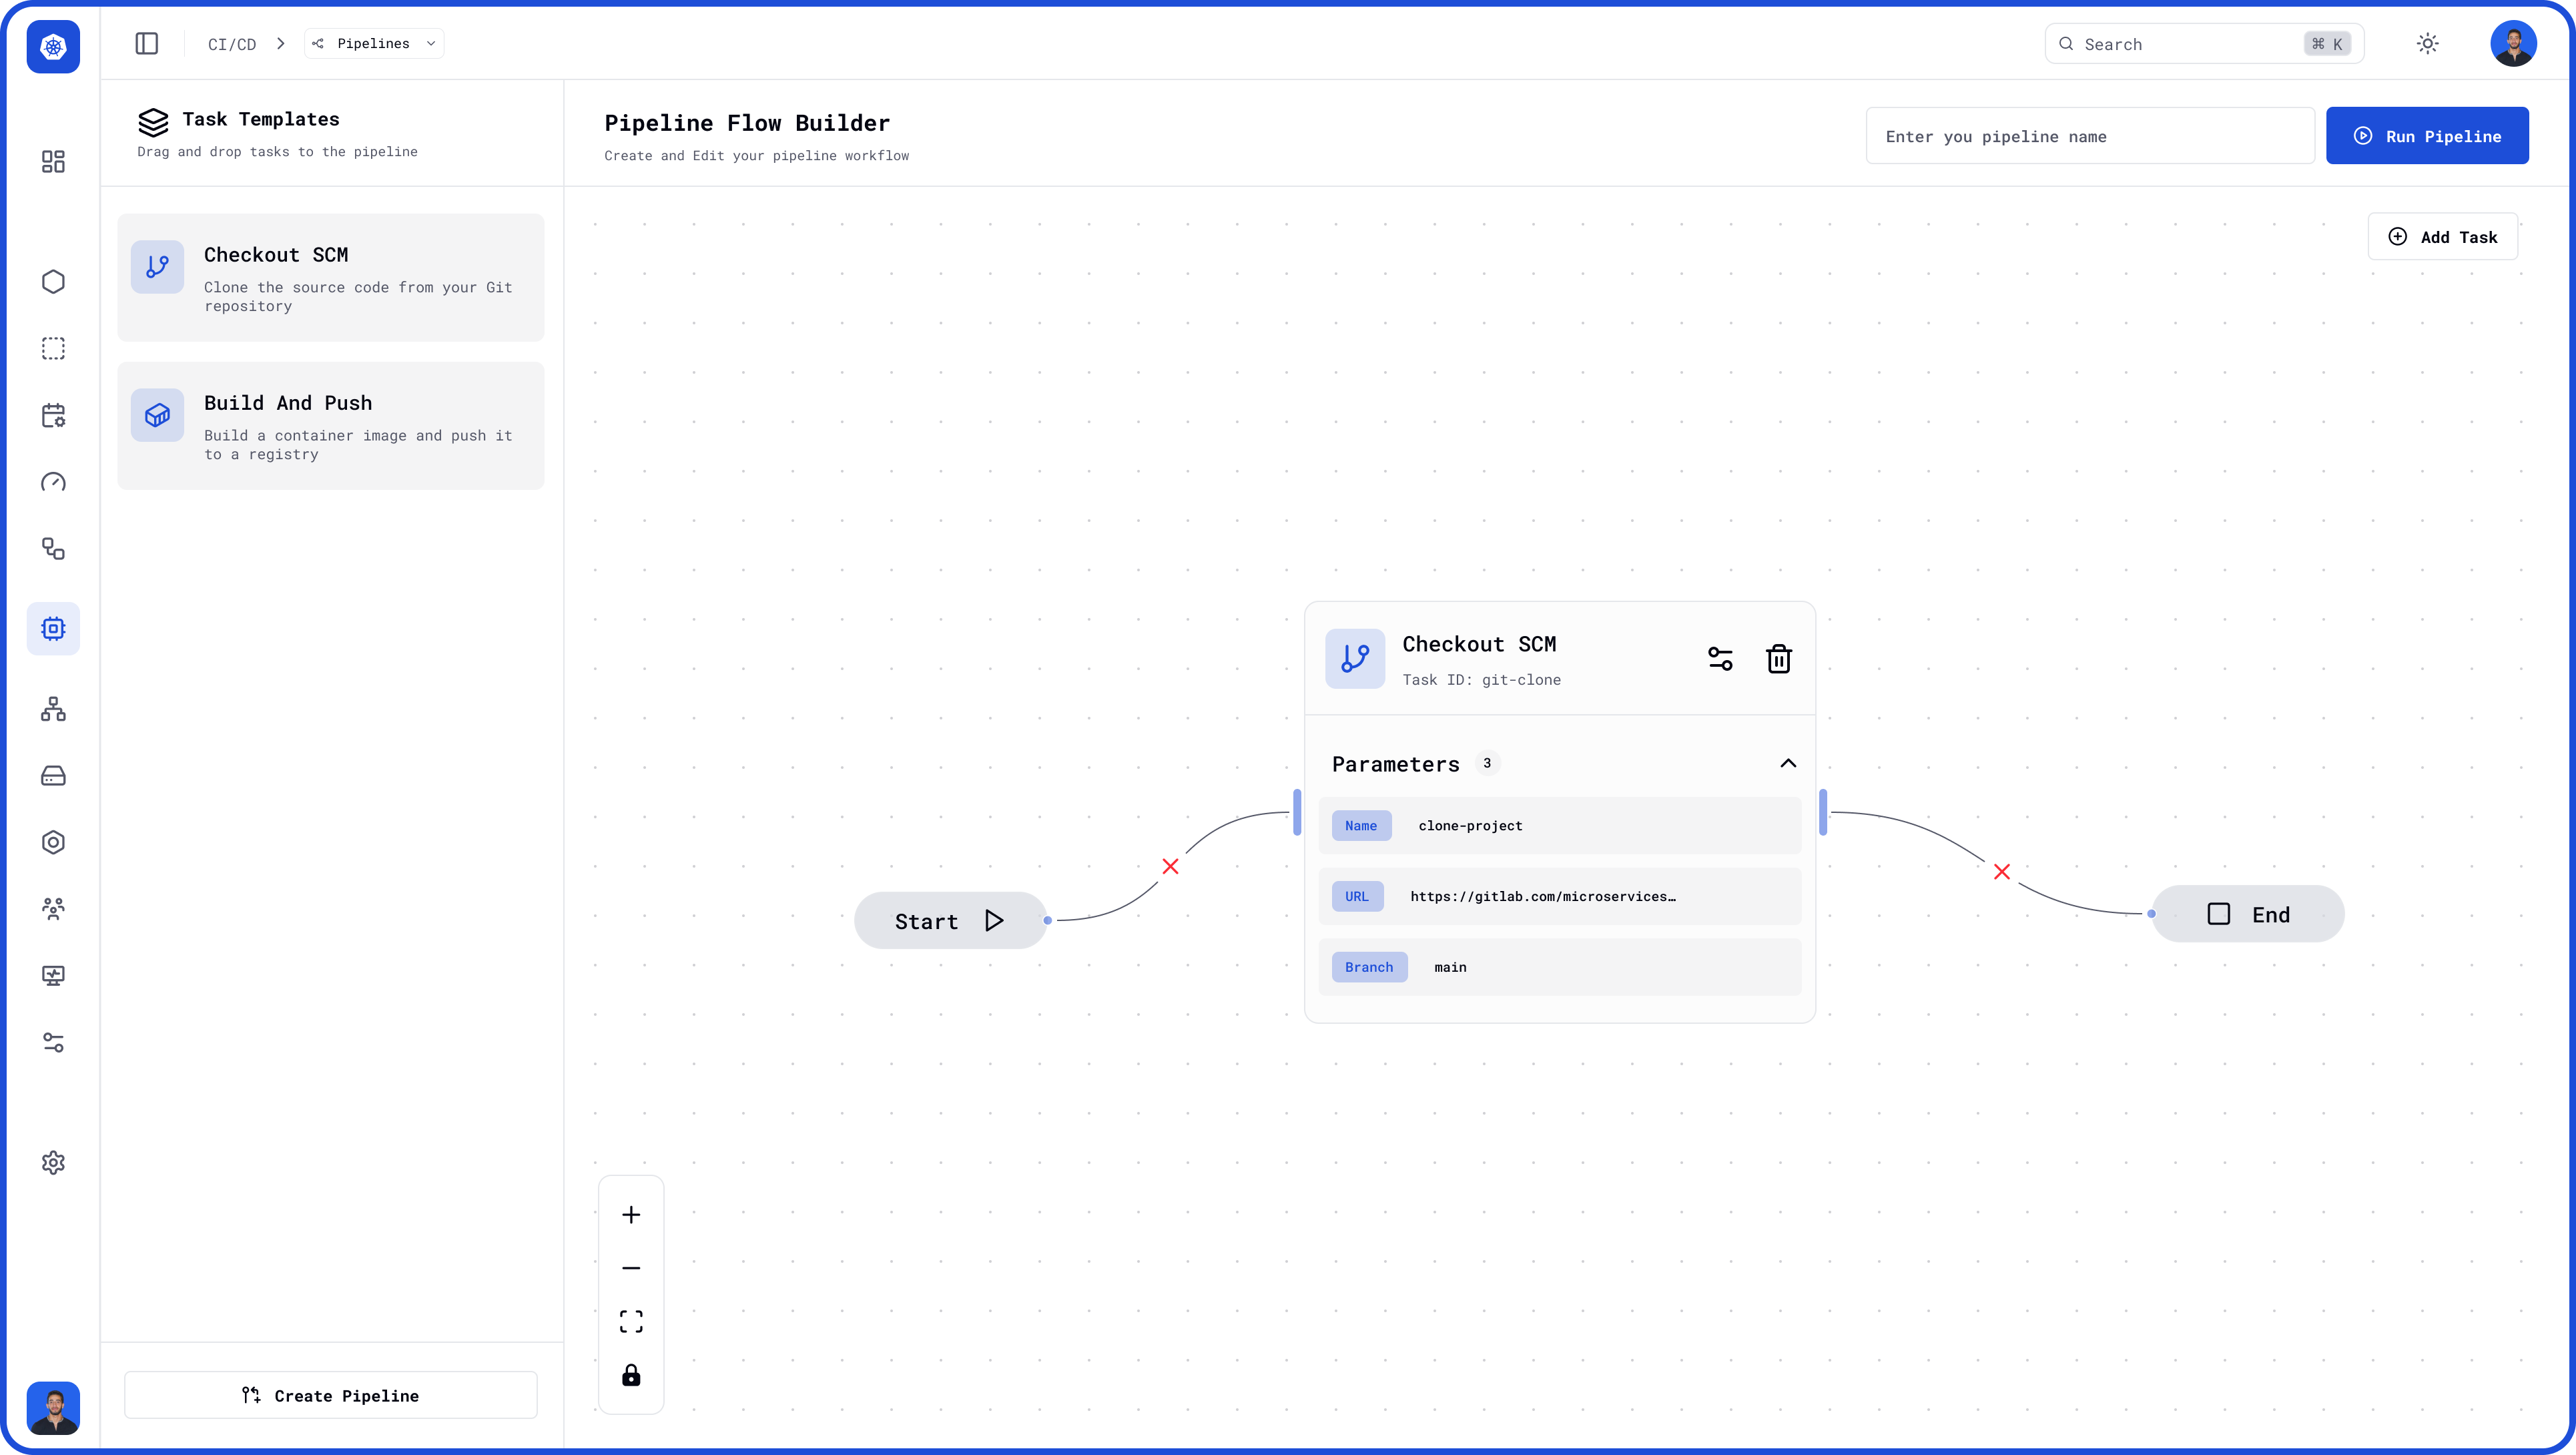 CI/CD
Pipelines
Search
⌘ K
Task Templates
Drag and drop tasks to the pipeline
Pipeline Flow Builder
Create and Edit your pipeline workflow
Enter you pipeline name
Run Pipeline
Checkout SCM
Clone the source code from your Git
repository
Build And Push
Build a container image and push it
to a registry
Add Task
Checkout SCM
Task ID: git-clone
Parameters 3
Name clone-project
URL https://gitlab.com/microservices…
Branch main
Start
End
Create Pipeline